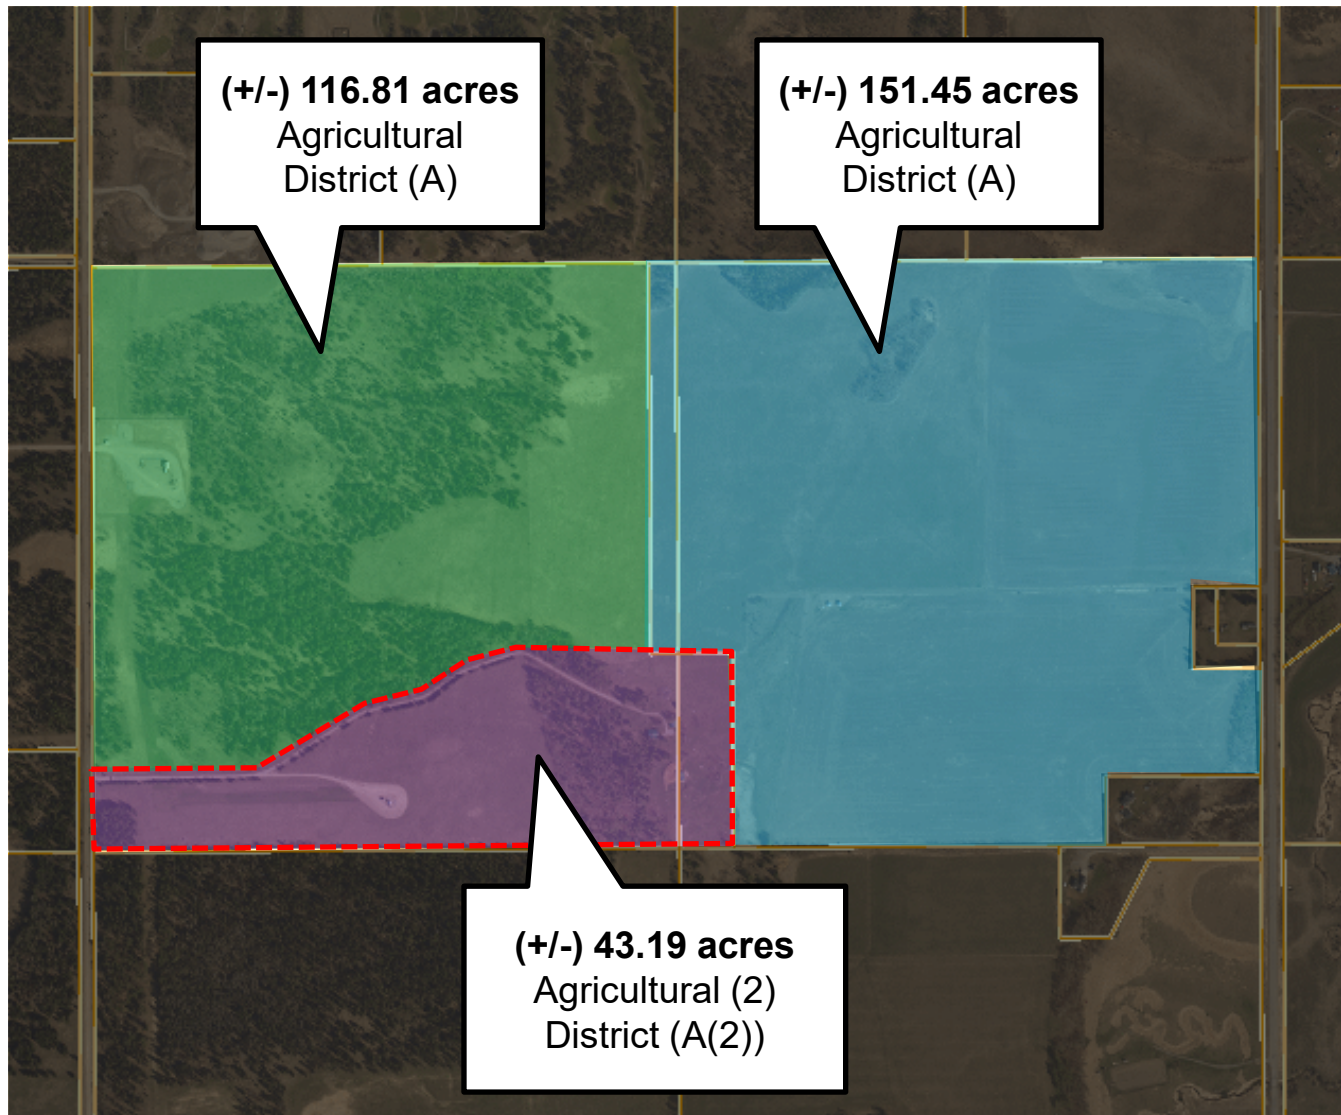 (+/-) 116.81 acres
Agricultural
District (A)
(+/-) 151.45 acres
Agricultural
District (A)
(+/-) 43.19 acres
Agricultural (2)
District (A(2))